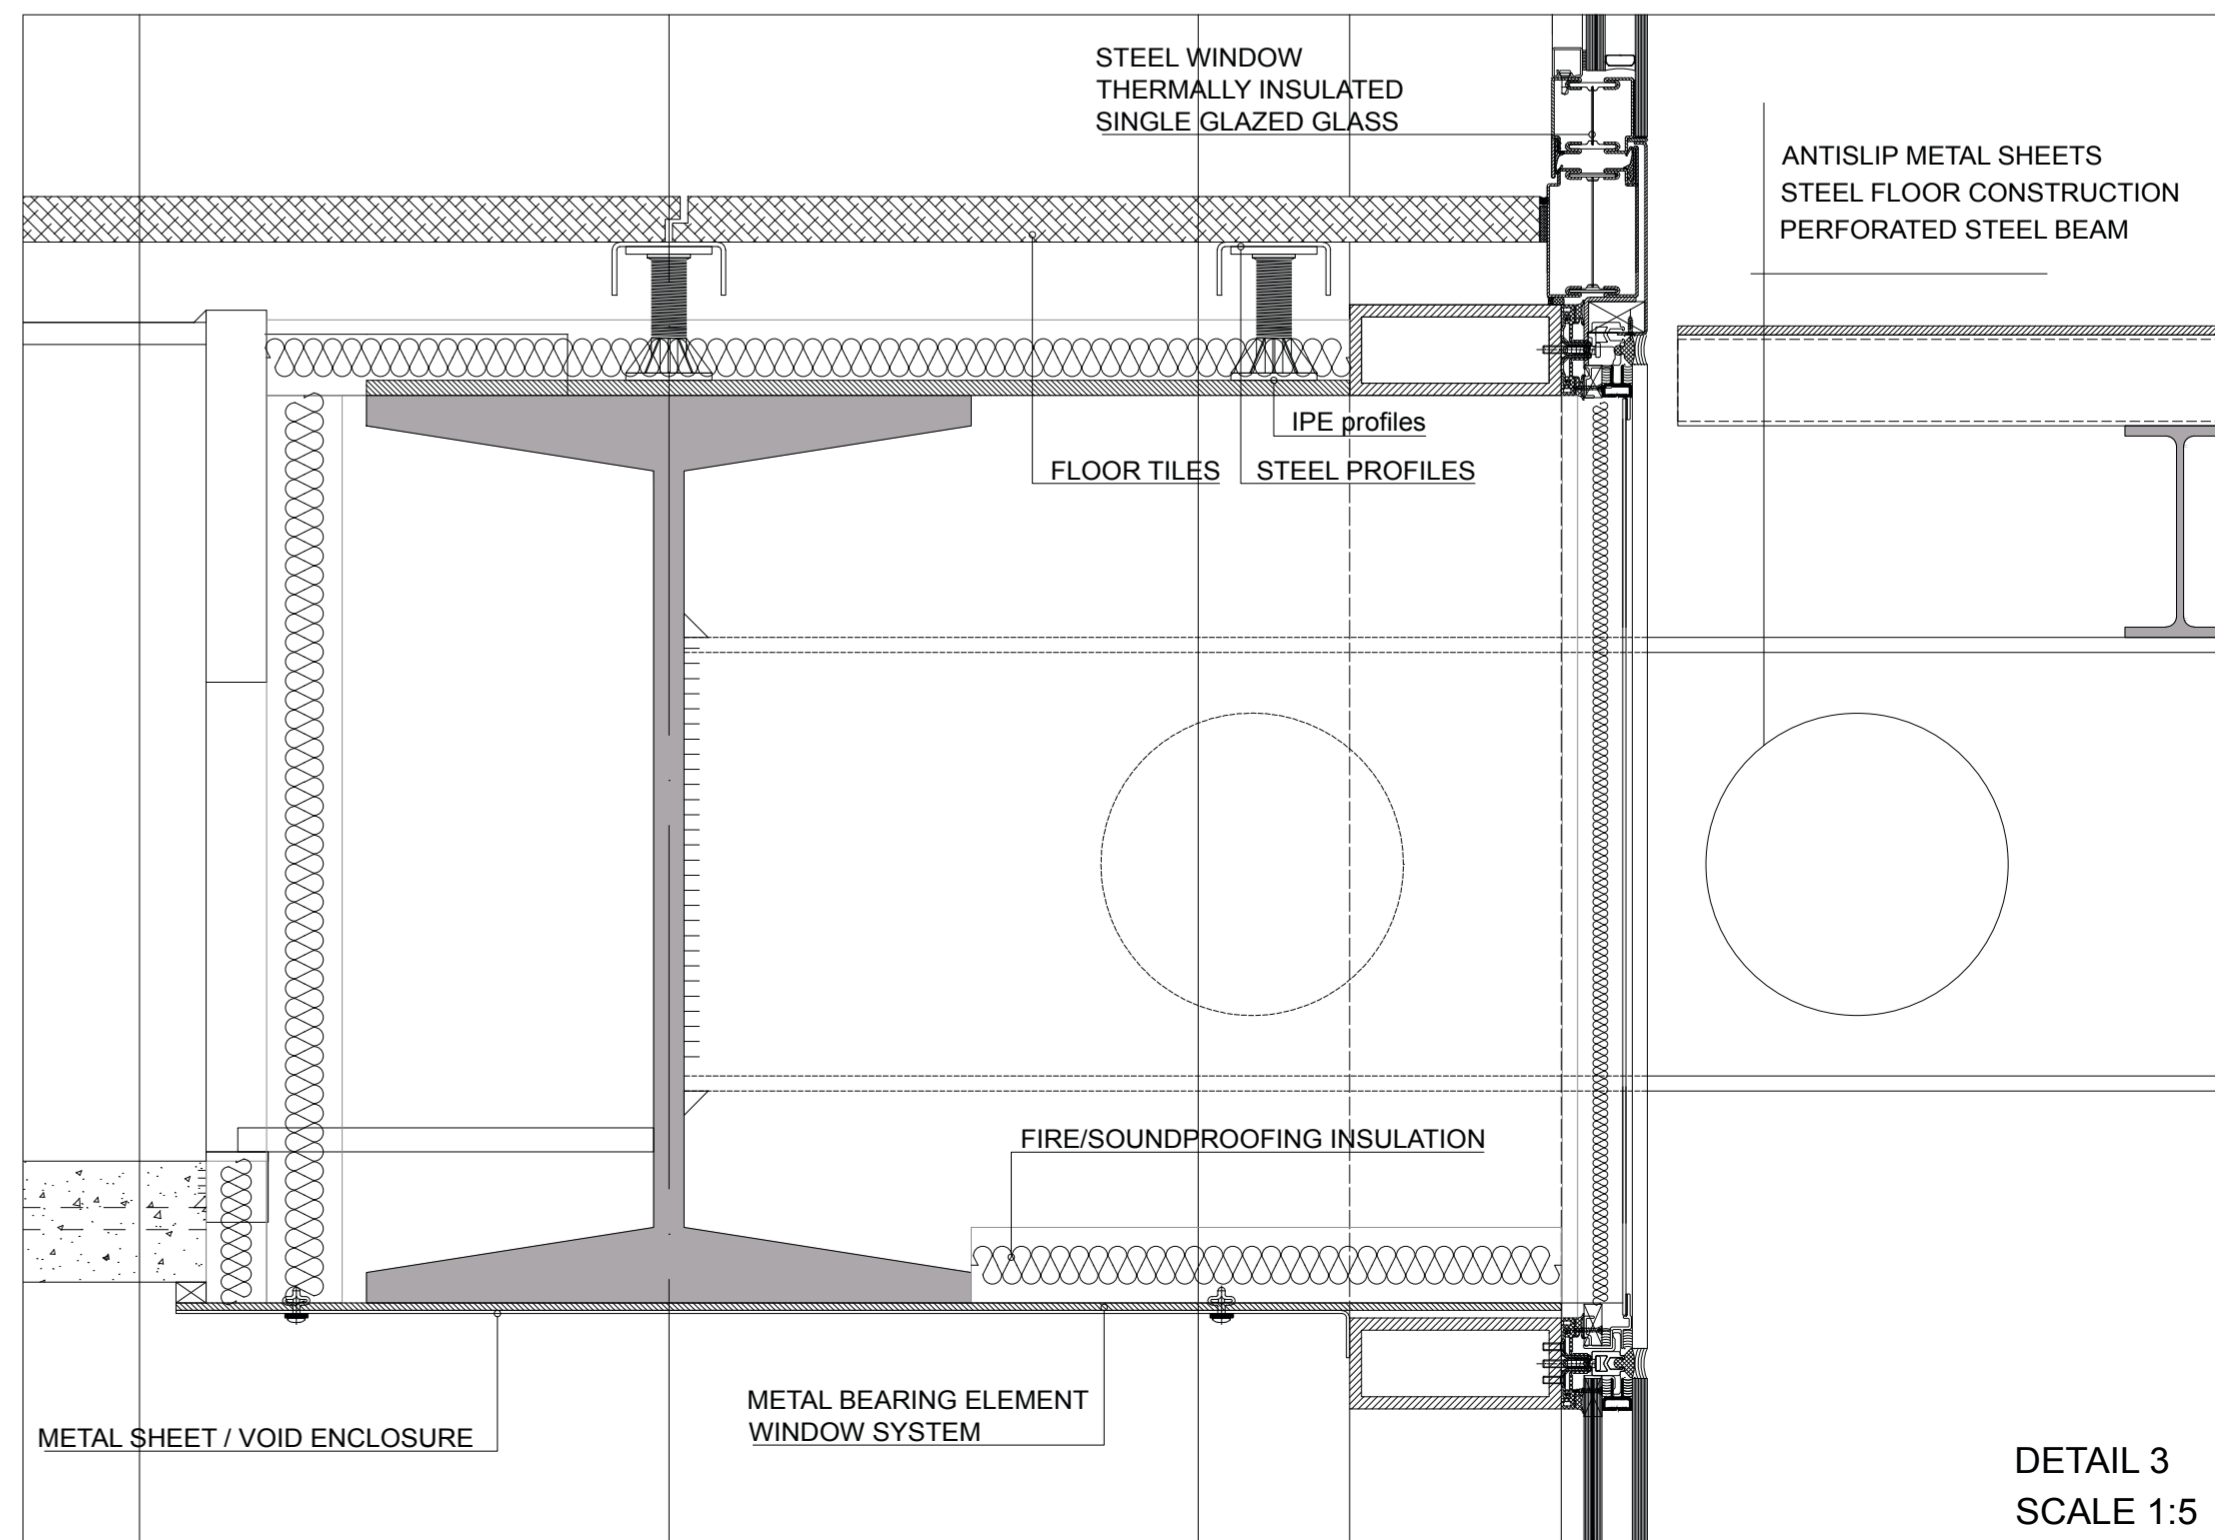 STEEL WINDOW
THERMALLY INSULATED
SINGLE GLAZED GLASS
ANTISLIP METAL SHEETS
STEEL FLOOR CONSTRUCTION
PERFORATED STEEL BEAM
IPE profiles
FLOOR TILES
STEEL PROFILES
FIRE/SOUNDPROOFING INSULATION
METAL BEARING ELEMENT
WINDOW SYSTEM
METAL SHEET / VOID ENCLOSURE
DETAIL 3
SCALE 1:5